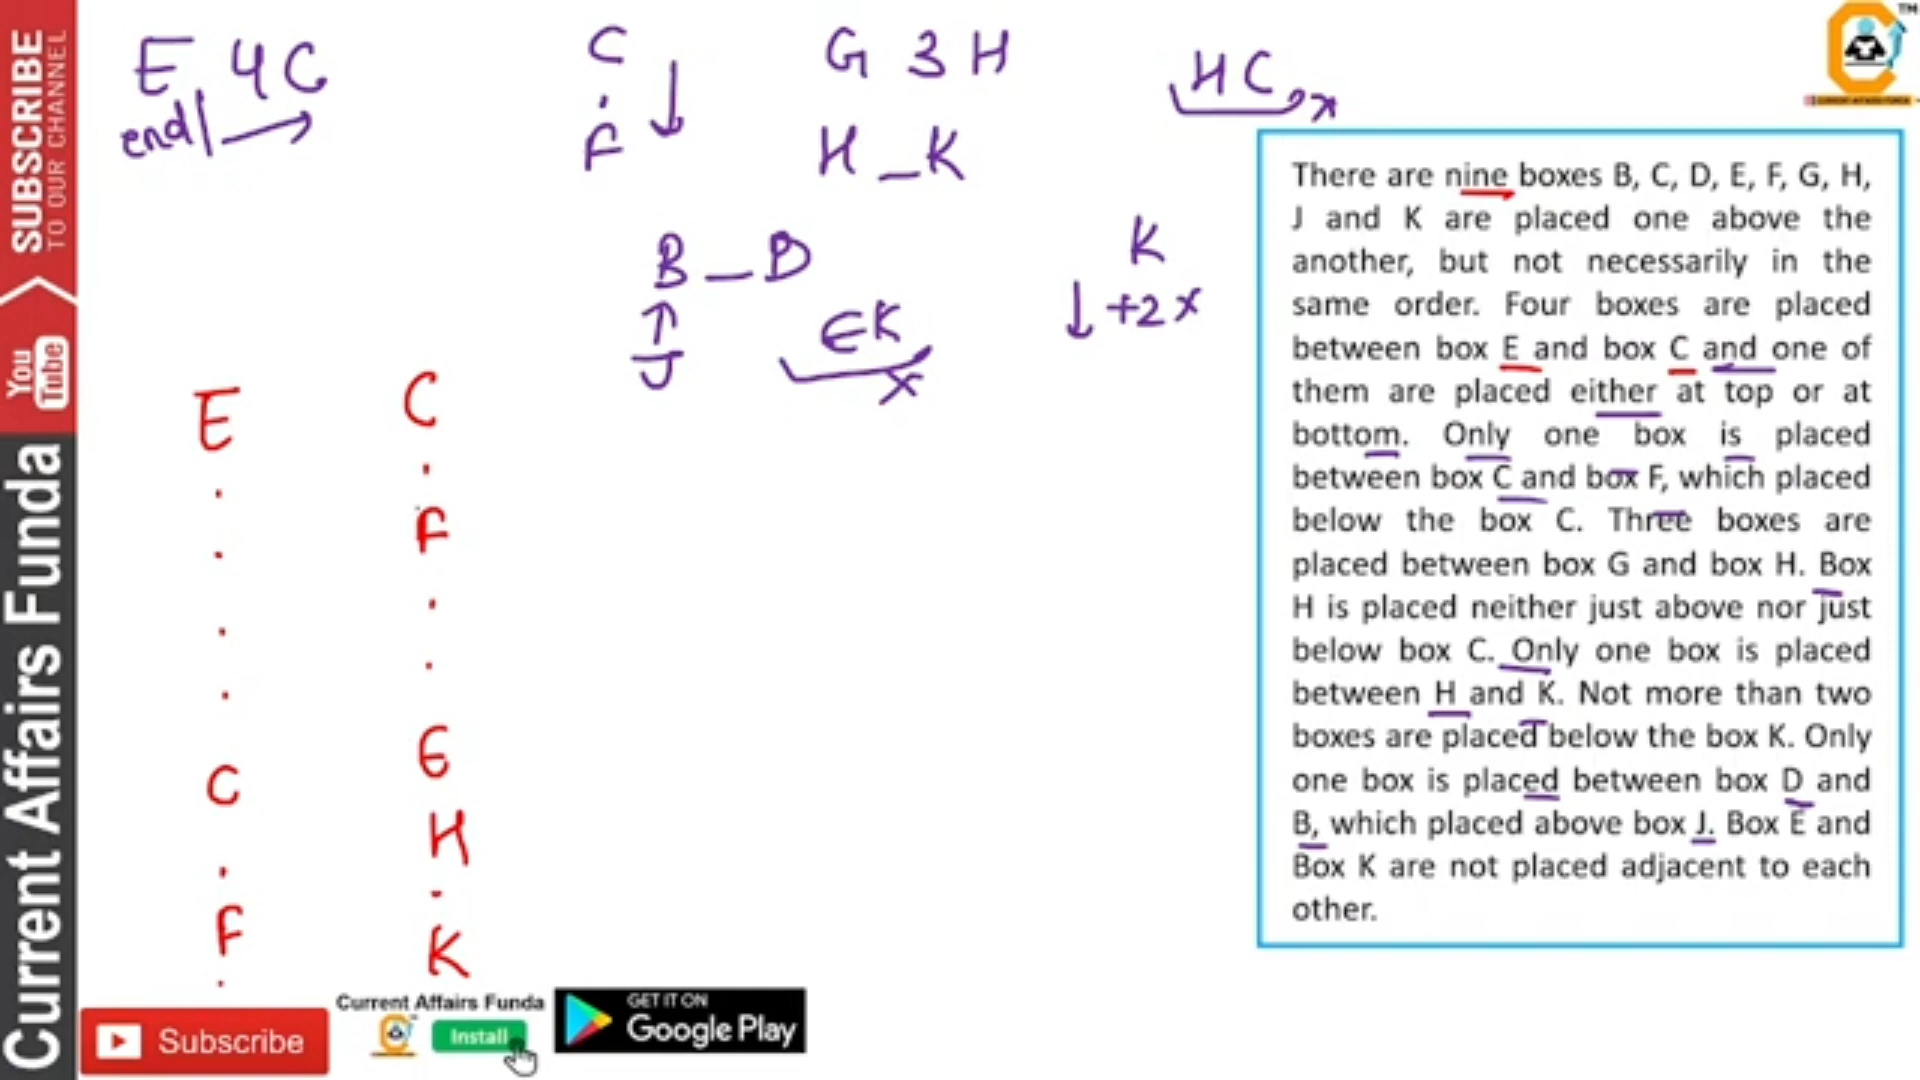 SUBSCRIBE
TO OUR CHANNEL
You
Tube
Current Affairs Funda
E 4 C
end
C
.
F
G 3 H
H _ K
H C x
B _ D
J
E K
x
K
+2 x
E
.
.
.
.
C
.
F
.
C
.
F
.
.
G
H
.
K
TM
CURRENT AFFAIRS FUNDA
There are nine boxes B, C, D, E, F, G, H,
J and K are placed one above the
another, but not necessarily in the
same order. Four boxes are placed
between box E and box C and one of
them are placed either at top or at
bottom. Only one box is placed
between box C and box F, which placed
below the box C. Three boxes are
placed between box G and box H. Box
H is placed neither just above nor just
below box C. Only one box is placed
between H and K. Not more than two
boxes are placed below the box K. Only
one box is placed between box D and
B, which placed above box J. Box E and
Box K are not placed adjacent to each
other.
Subscribe
Current Affairs Funda
Install
GET IT ON
Google Play